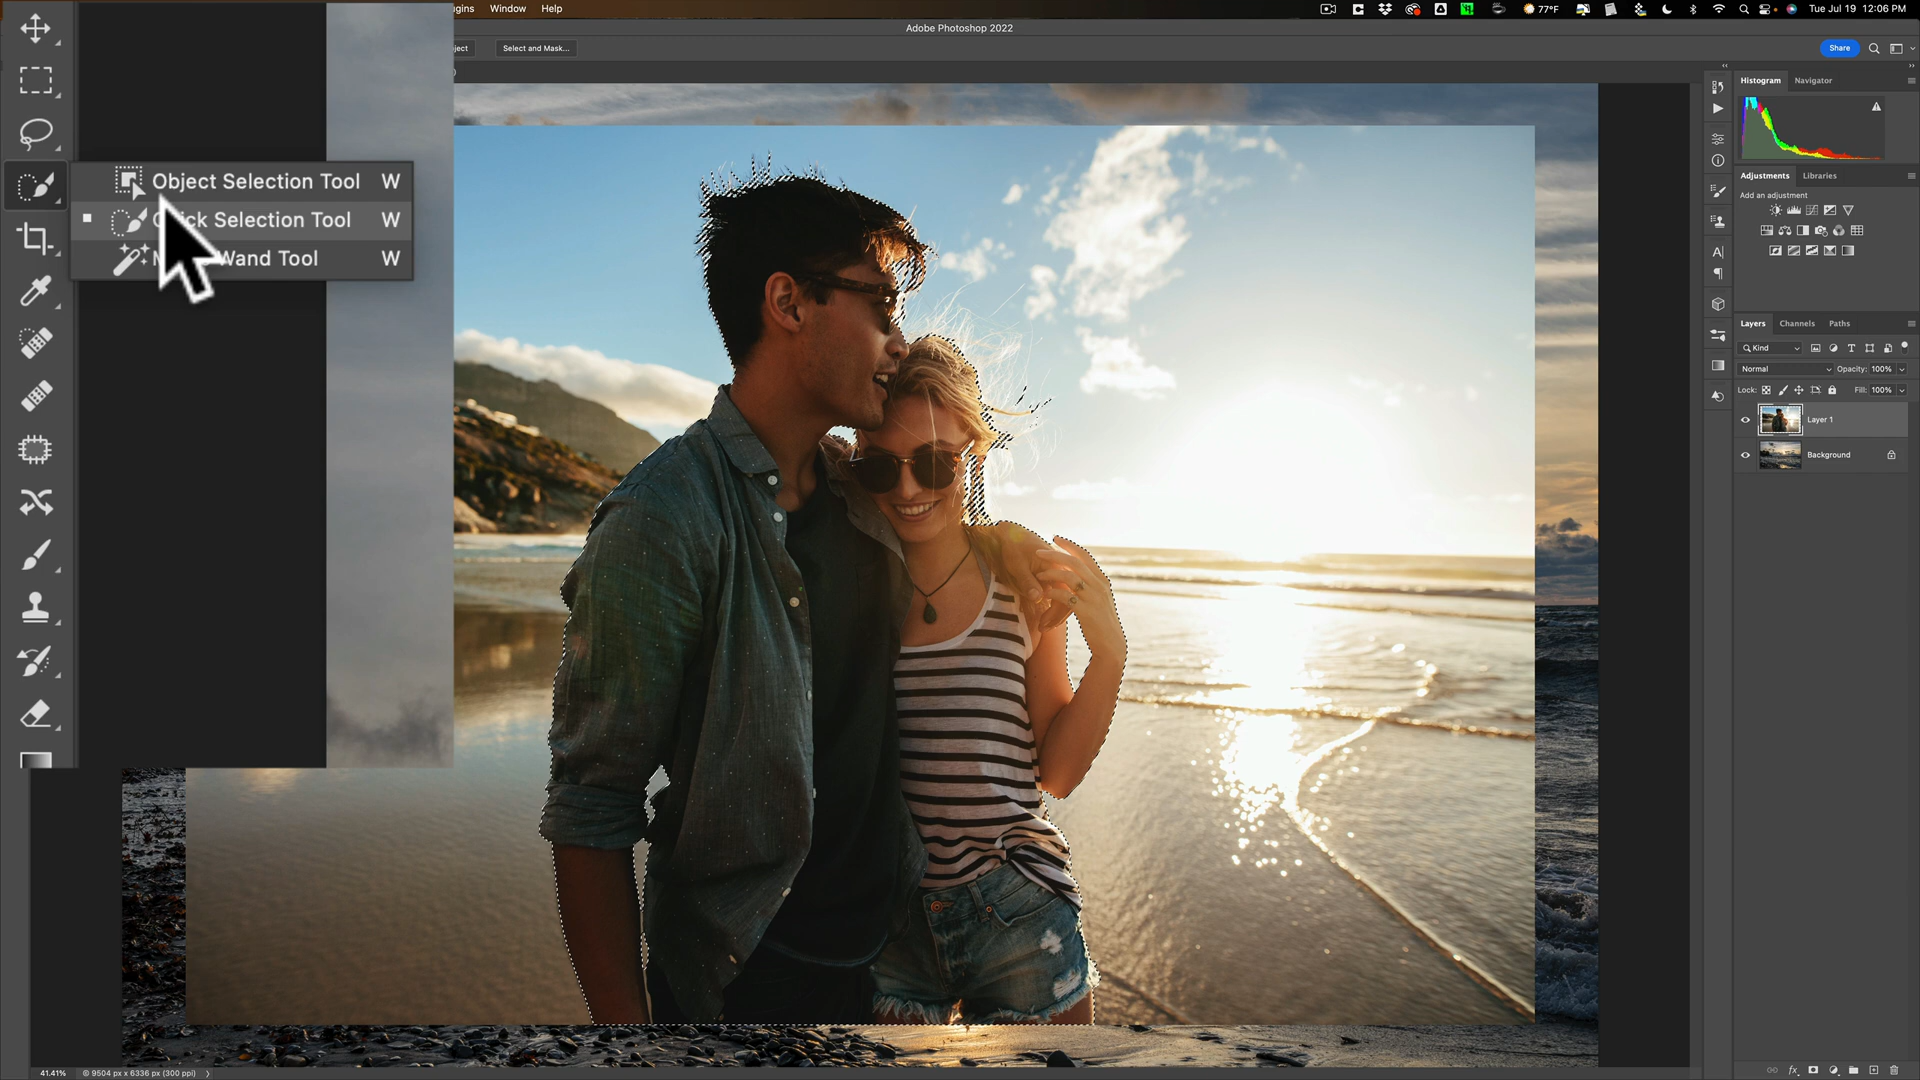 Window Help
77°F
Tue Jul 19 12:06 PM
Adobe Photoshop 2022
Select and Mask...
Share
Histogram Navigator
Object Selection Tool W
Selection Tool W
Wand Tool W
Adjustments Libraries
Add an adjustment
Layers Channels Paths
Kind
Normal Opacity: 100%
Lock: Fill: 100%
Layer 1
Background
41.41% 9504 px x 6336 px (300 ppi)